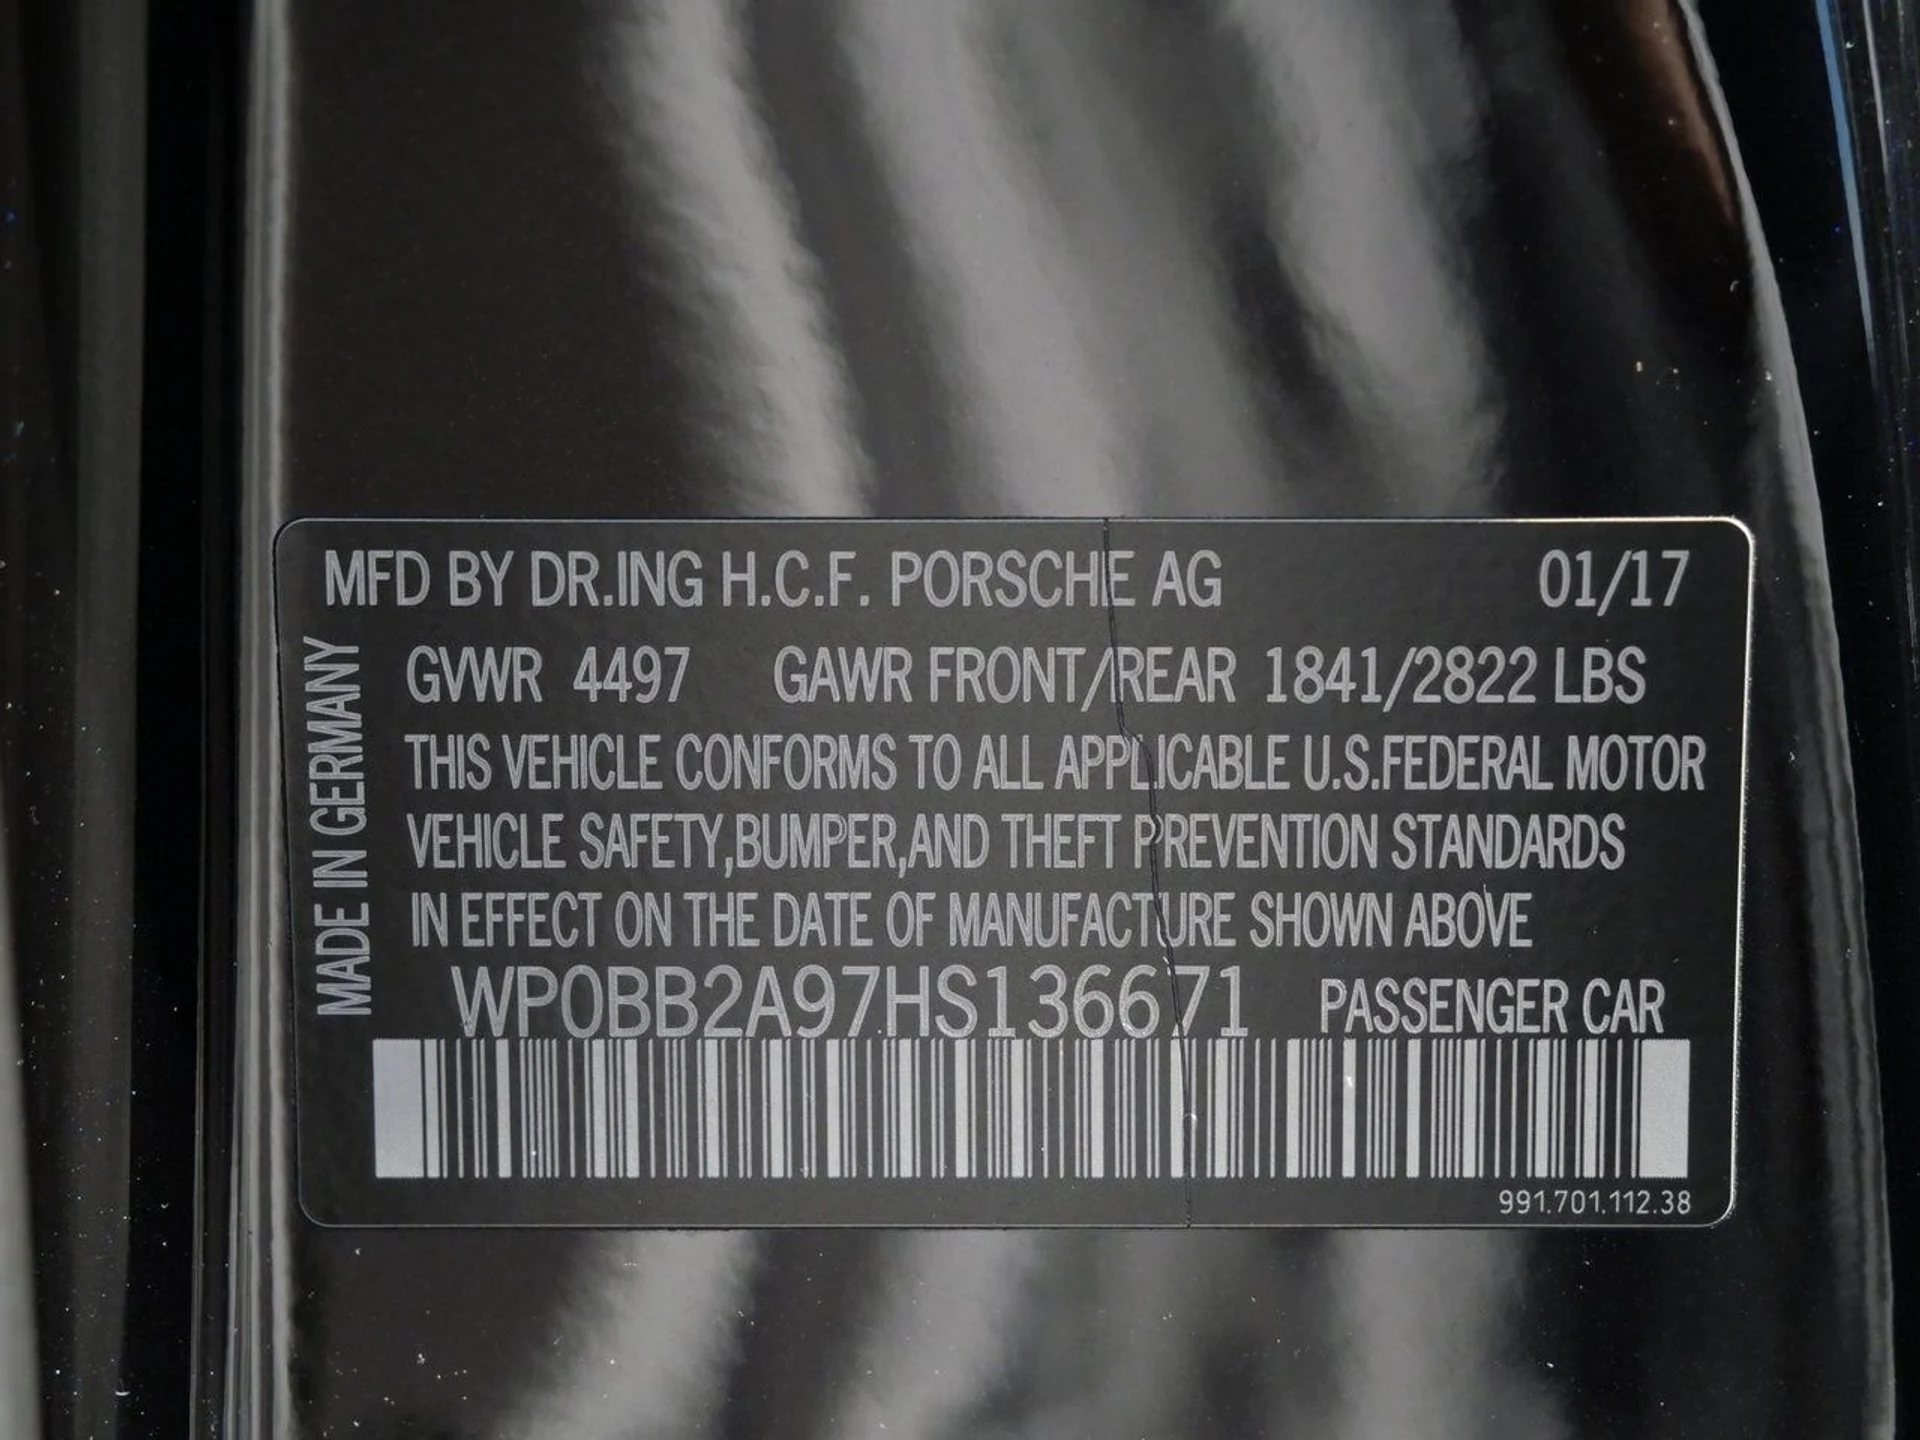 MFD BY DR.ING H.C.F. PORSCHE AG 01/17
GVWR 4497 GAWR FRONT/REAR 1841/2822 LBS
THIS VEHICLE CONFORMS TO ALL APPLICABLE U.S.FEDERAL MOTOR
VEHICLE SAFETY,BUMPER,AND THEFT PREVENTION STANDARDS
IN EFFECT ON THE DATE OF MANUFACTURE SHOWN ABOVE
WP0BB2A97HS136671 PASSENGER CAR
991.701.112.38
MADE IN GERMANY